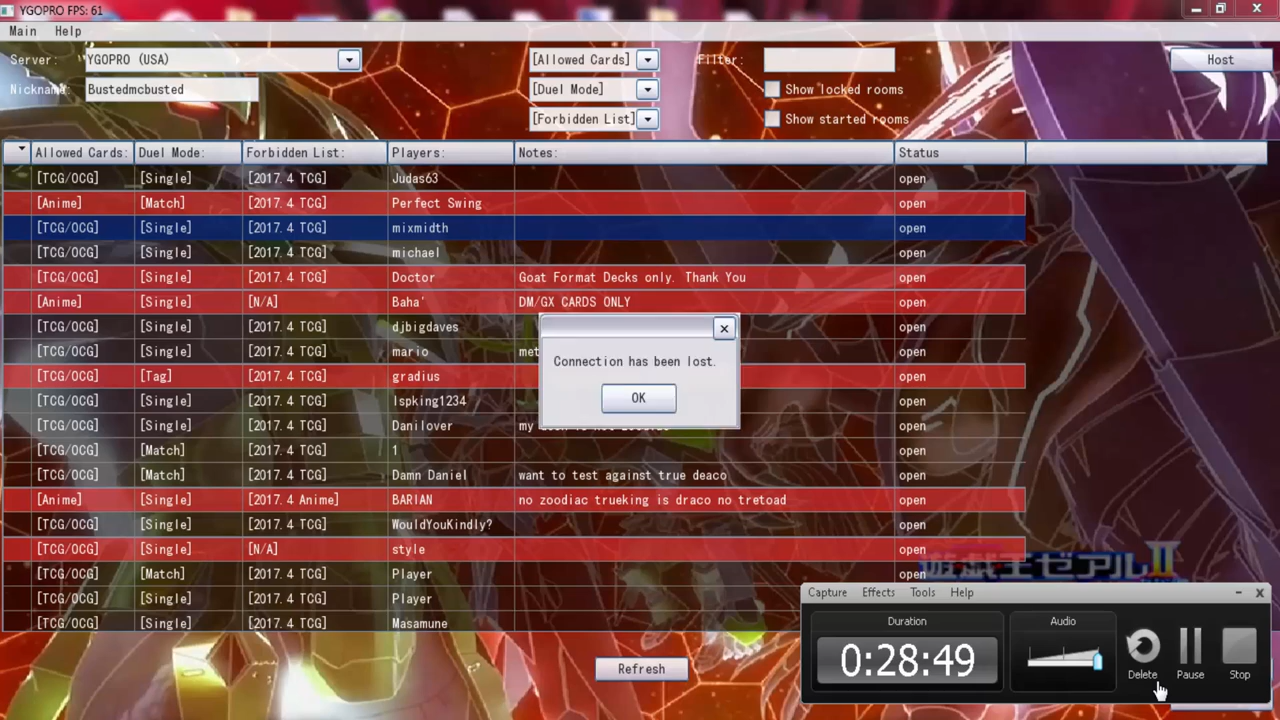 YGOPRO FPS: 61
Main Help
Server: YGOPRO (USA) [Allowed Cards] Filter: Host
Nickname: Bustedmcbusted [Duel Mode] Show locked rooms
[Forbidden List] Show started rooms
Allowed Cards: Duel Mode: Forbidden List: Players: Notes: Status
[TCG/OCG] [Single] [2017.4 TCG] Judas63 open
[Anime] [Match] [2017.4 TCG] Perfect Swing open
[TCG/OCG] [Single] [2017.4 TCG] mixmidth open
[TCG/OCG] [Single] [2017.4 TCG] michael open
[TCG/OCG] [Single] [2017.4 TCG] Doctor Goat Format Decks only. Thank You open
[Anime] [Single] [N/A] Baha' DM/GX CARDS ONLY open
[TCG/OCG] [Single] [2017.4 TCG] djbigdaves open
[TCG/OCG] [Single] [2017.4 TCG] mario open
[TCG/OCG] [Tag] [2017.4 TCG] gradius open
[TCG/OCG] [Single] [2017.4 TCG] Ispking1234 open
[TCG/OCG] [Single] [2017.4 TCG] Danilover my open
[TCG/OCG] [Match] [2017.4 TCG] 1 open
[TCG/OCG] [Match] [2017.4 TCG] Damn Daniel want to test against true deaco open
[Anime] [Single] [2017.4 Anime] BARIAN no zoodiac trueking is draco no tretoad open
[TCG/OCG] [Single] [2017.4 TCG] WouldYouKindly? open
[TCG/OCG] [Single] [N/A] style open
[TCG/OCG] [Match] [2017.4 TCG] Player open
[TCG/OCG] [Single] [2017.4 TCG] Player
[TCG/OCG] [Single] [2017.4 TCG] Masamune
Connection has been lost.
OK
遊戯王ゼアルⅡ
Refresh
Capture Effects Tools Help
Duration Audio
0:28:49
Delete Pause Stop